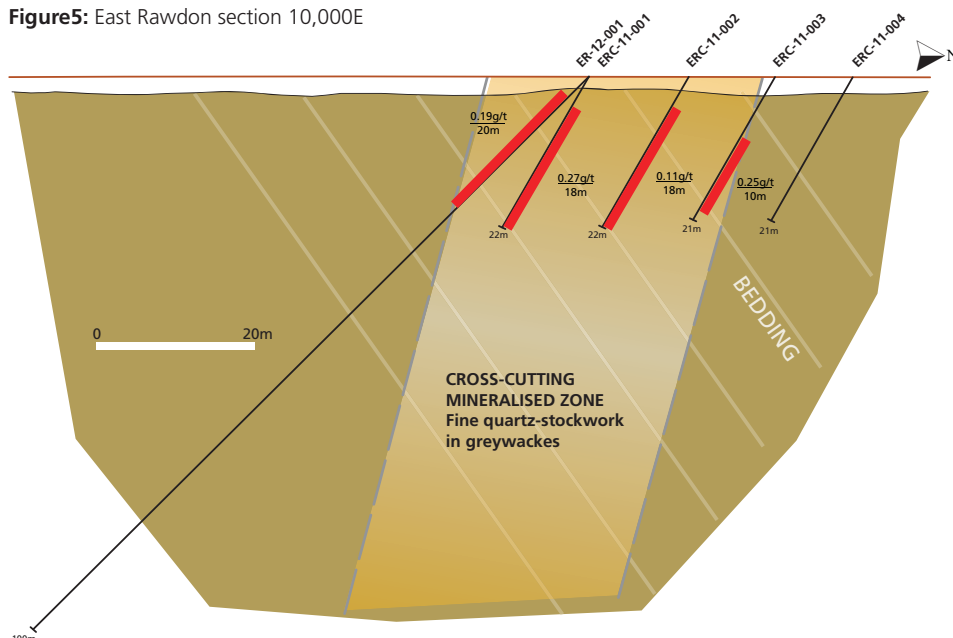 Figure5: East Rawdon section 10,000E
ER-12-001
ERC-11-001
ERC-11-002
ERC-11-003
ERC-11-004
N
0.19g/t
20m
0.27g/t
18m
0.11g/t
18m
0.25g/t
10m
22m
22m
21m
21m
BEDDING
0 20m
CROSS-CUTTING
MINERALISED ZONE
Fine quartz-stockwork
in greywackes
100m